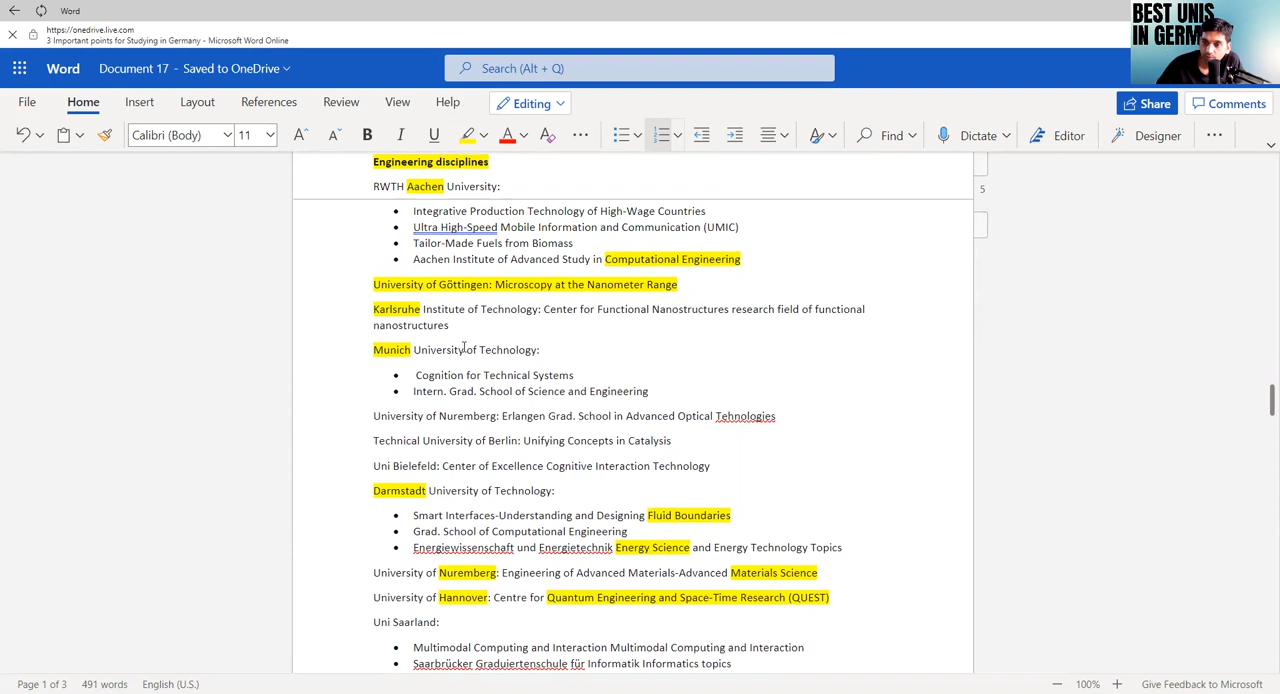 Word
https://onedrive.live.com
3 Important points for Studying in Germany - Microsoft Word Online
BEST UNIS
IN GERM
Word Document 17 - Saved to OneDrive
Search (Alt + Q)
File Home Insert Layout References Review View Help Editing Share Comments
Calibri (Body) 11 A A B I U A A Find Dictate Editor Designer
Engineering disciplines
RWTH Aachen University:
5
• Integrative Production Technology of High-Wage Countries
• Ultra High-Speed Mobile Information and Communication (UMIC)
• Tailor-Made Fuels from Biomass
• Aachen Institute of Advanced Study in Computational Engineering
University of Göttingen: Microscopy at the Nanometer Range
Karlsruhe Institute of Technology: Center for Functional Nanostructures research field of functional
nanostructures
Munich University of Technology:
• Cognition for Technical Systems
• Intern. Grad. School of Science and Engineering
University of Nuremberg: Erlangen Grad. School in Advanced Optical Tehnologies
Technical University of Berlin: Unifying Concepts in Catalysis
Uni Bielefeld: Center of Excellence Cognitive Interaction Technology
Darmstadt University of Technology:
• Smart Interfaces-Understanding and Designing Fluid Boundaries
• Grad. School of Computational Engineering
• Energiewissenschaft und Energietechnik Energy Science and Energy Technology Topics
University of Nuremberg: Engineering of Advanced Materials-Advanced Materials Science
University of Hannover: Centre for Quantum Engineering and Space-Time Research (QUEST)
Uni Saarland:
• Multimodal Computing and Interaction Multimodal Computing and Interaction
• Saarbrücker Graduiertenschule für Informatik Informatics topics
Page 1 of 3 491 words English (U.S.) 100% Give Feedback to Microsoft